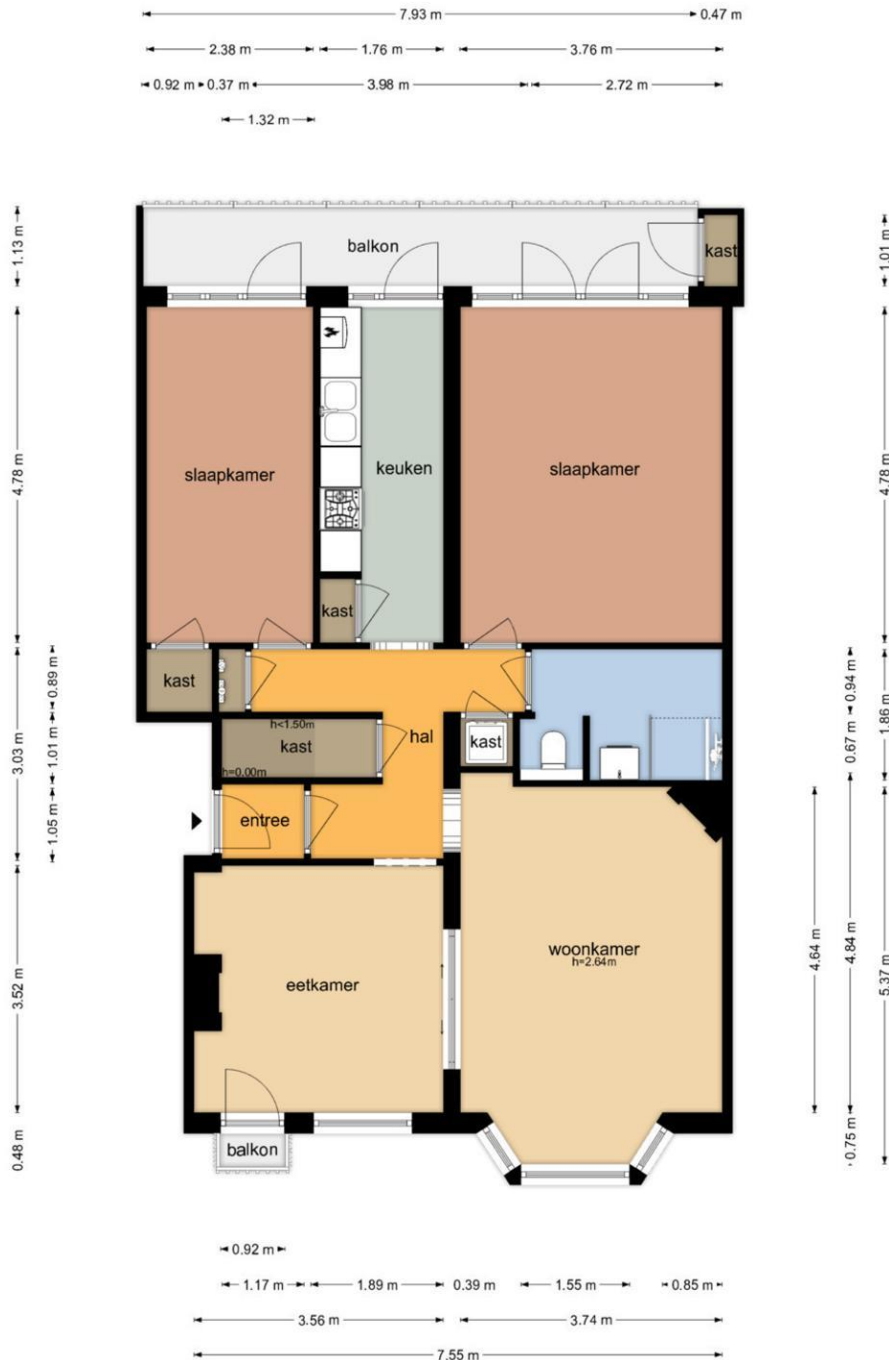 7.93 m 0.47 m
2.38 m 1.76 m 3.76 m
0.92 m 0.37 m 3.98 m 2.72 m
1.32 m
1.13 m
1.01 m
balkon
kast
4.78 m
4.78 m
slaapkamer
keuken
slaapkamer
kast
kast
0.89 m
0.94 m
3.03 m
1.86 m
h<1.50m
kast
hal
kast
h=0.00m
1.01 m
0.67 m
entree
1.05 m
woonkamer
h=2.64m
4.64 m
4.84 m
5.37 m
3.52 m
eetkamer
balkon
0.48 m
0.75 m
0.92 m
1.17 m 1.89 m 0.39 m 1.55 m 0.85 m
3.56 m 3.74 m
7.55 m